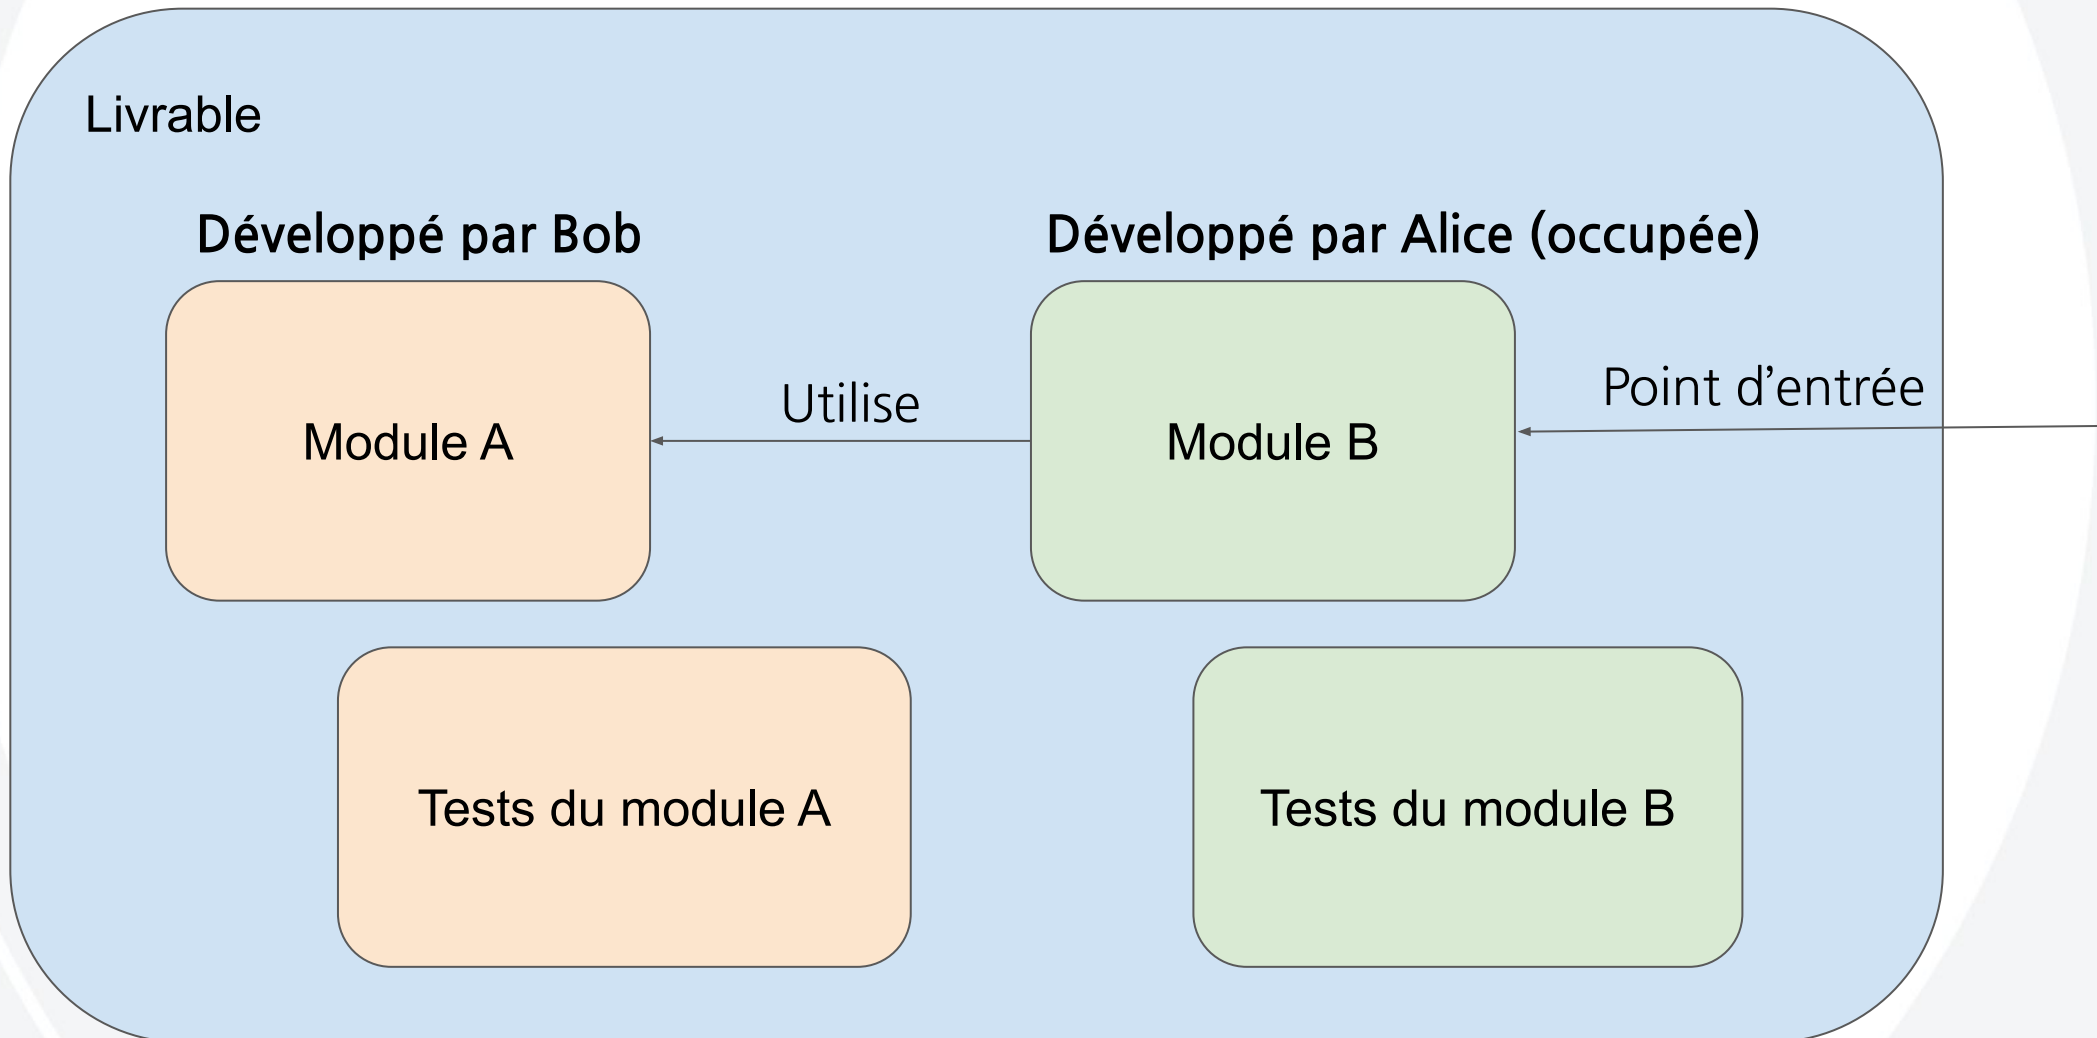 Livrable
Développé par Bob
Développé par Alice (occupée)
Module A
Utilise
Module B
Point d’entrée
Tests du module A
Tests du module B